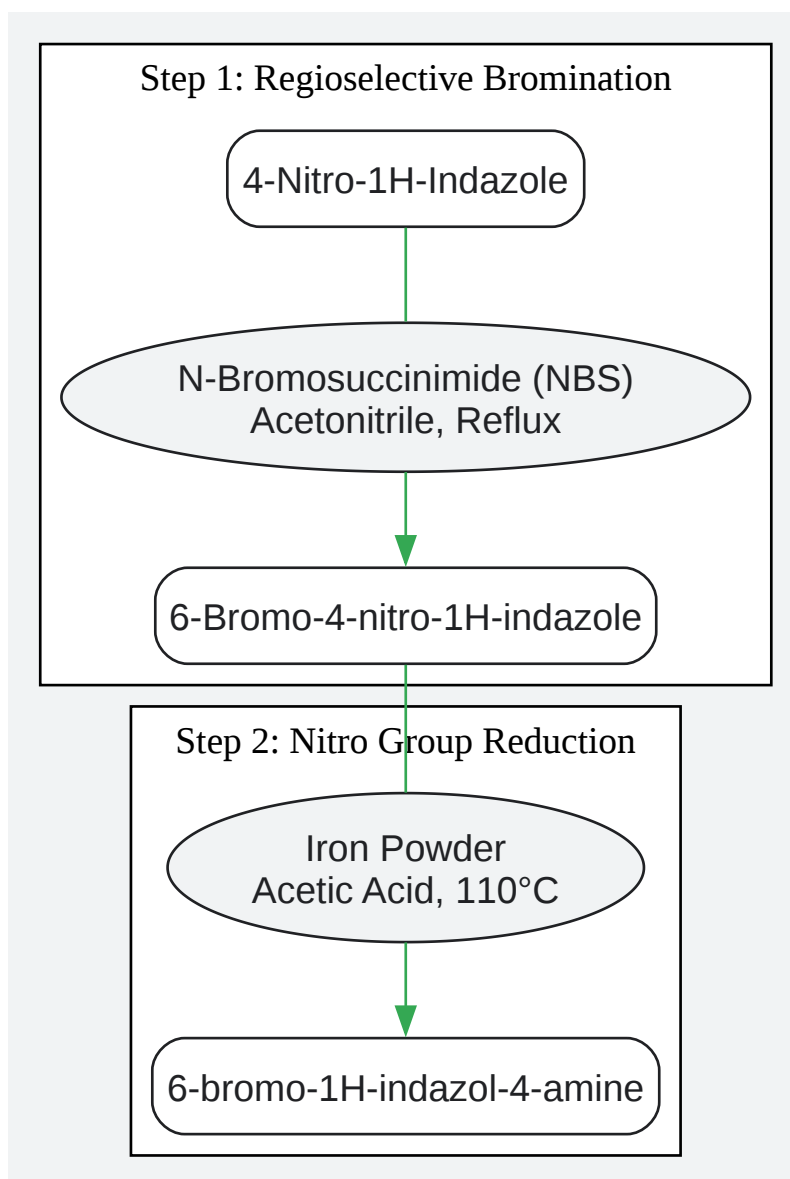 Step 1: Regioselective Bromination
4-Nitro-1H-Indazole
N-Bromosuccinimide (NBS)
Acetonitrile, Reflux
6-Bromo-4-nitro-1H-indazole
Step 2: Nitro Group Reduction
Iron Powder
Acetic Acid, 110°C
6-bromo-1H-indazol-4-amine